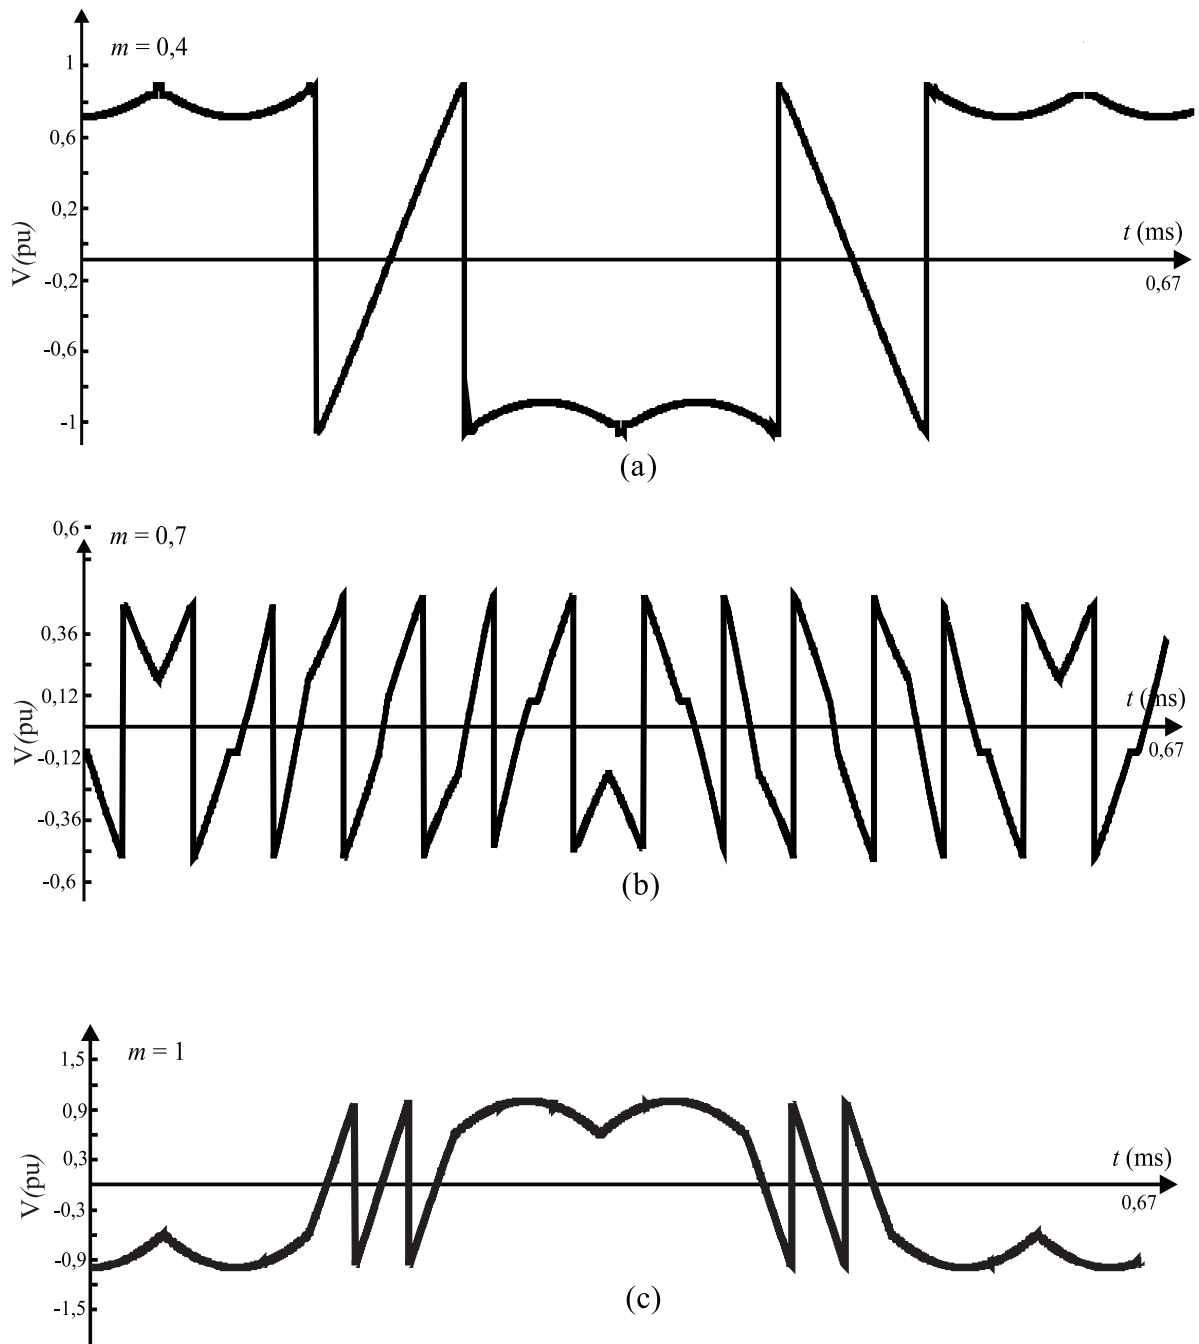 m = 0,4
1
0,6
0,2
-0,2
-0,6
-1
V(pu)
t (ms)
0,67
(a)
0,6
m = 0,7
0,36
0,12
-0,12
-0,36
-0,6
V(pu)
t (ms)
0,67
(b)
m = 1
1,5
0,9
0,3
-0,3
-0,9
-1,5
V(pu)
t (ms)
0,67
(c)